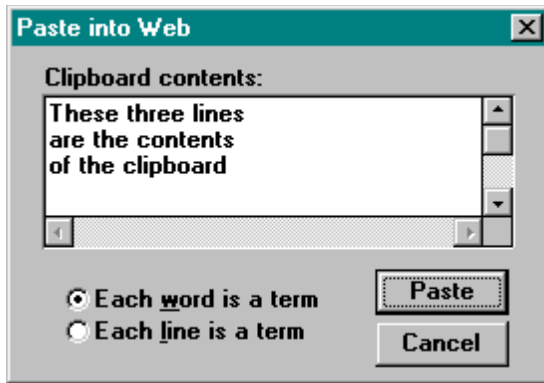 Paste into Web
Clipboard contents:
These three lines
are the contents
of the clipboard
Each word is a term
Each line is a term
Paste
Cancel